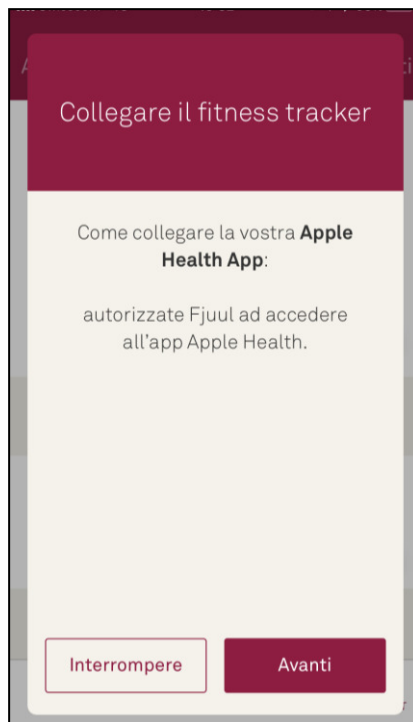 Collegare il fitness tracker
Come collegare la vostra Apple
Health App:
autorizzate Fjuul ad accedere
all'app Apple Health.
Interrompere
Avanti